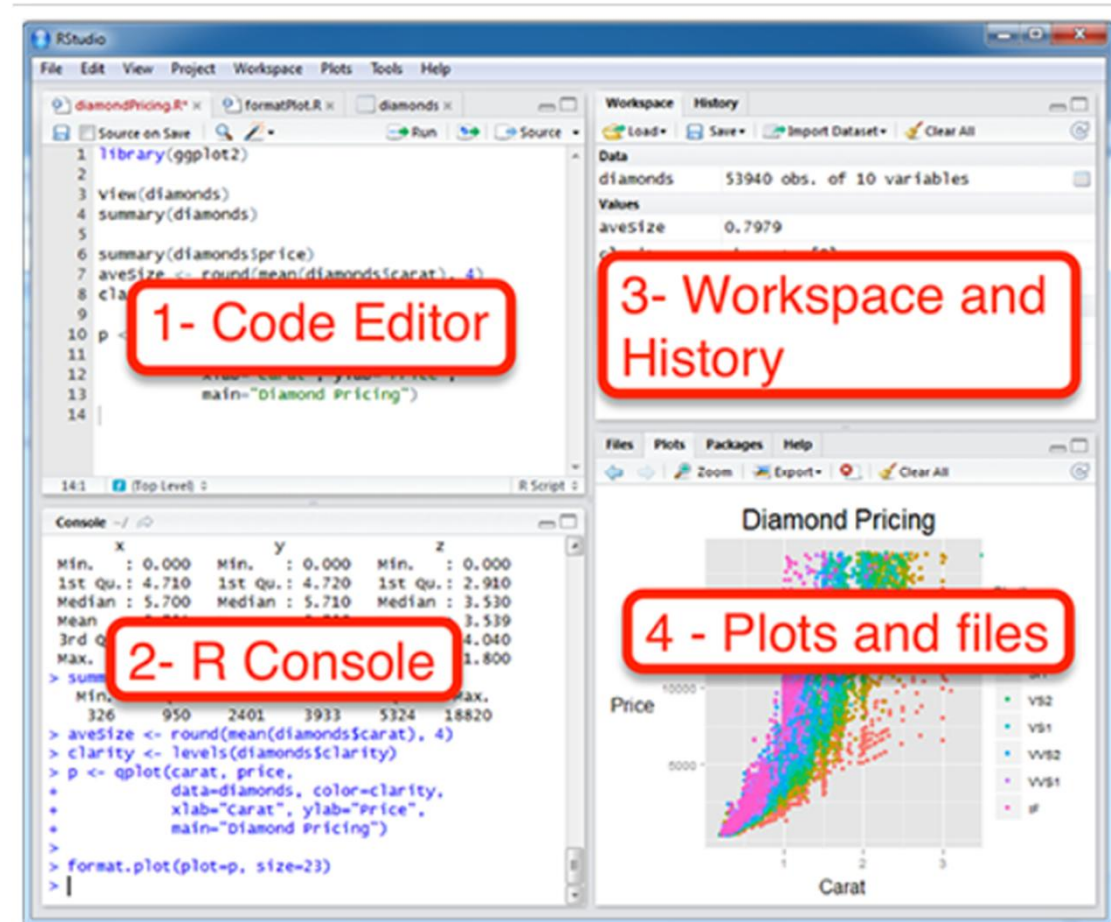 RStudio
File Edit View Project Workspace Plots Tools Help
diamondPricing.R* formatPlot.R diamonds
Source on Save Run Source
1 library(ggplot2)
2
3 View(diamonds)
4 summary(diamonds)
5
6 summary(diamonds$price)
7 aveSize <- round(mean(diamonds$carat), 4)
8 cla
9
10 p <
11
12 xlab="Carat", ylab="Price",
13 main="Diamond Pricing")
14
1- Code Editor
14:1 (Top Level) R Script
Console ~/
x y z
Min. : 0.000 Min. : 0.000 Min. : 0.000
1st Qu.: 4.710 1st Qu.: 4.720 1st Qu.: 2.910
Median : 5.700 Median : 5.710 Median : 3.530
Mean 3.539
3rd Q 4.040
Max. 1.800
2- R Console
> summ
Min. Max.
326 950 2401 3933 5324 18820
> aveSize <- round(mean(diamonds$carat), 4)
> clarity <- levels(diamonds$clarity)
> p <- qplot(carat, price,
+ data=diamonds, color=clarity,
+ xlab="Carat", ylab="Price",
+ main="Diamond Pricing")
>
> format.plot(plot=p, size=23)
>
Workspace History
Load Save Import Dataset Clear All
Data
diamonds 53940 obs. of 10 variables
Values
aveSize 0.7979
3- Workspace and
History
Files Plots Packages Help
Zoom Export Clear All
Diamond Pricing
4 - Plots and files
Price
10000
5000
1 2 3
Carat
SI1
VS2
VS1
VVS2
VVS1
IF